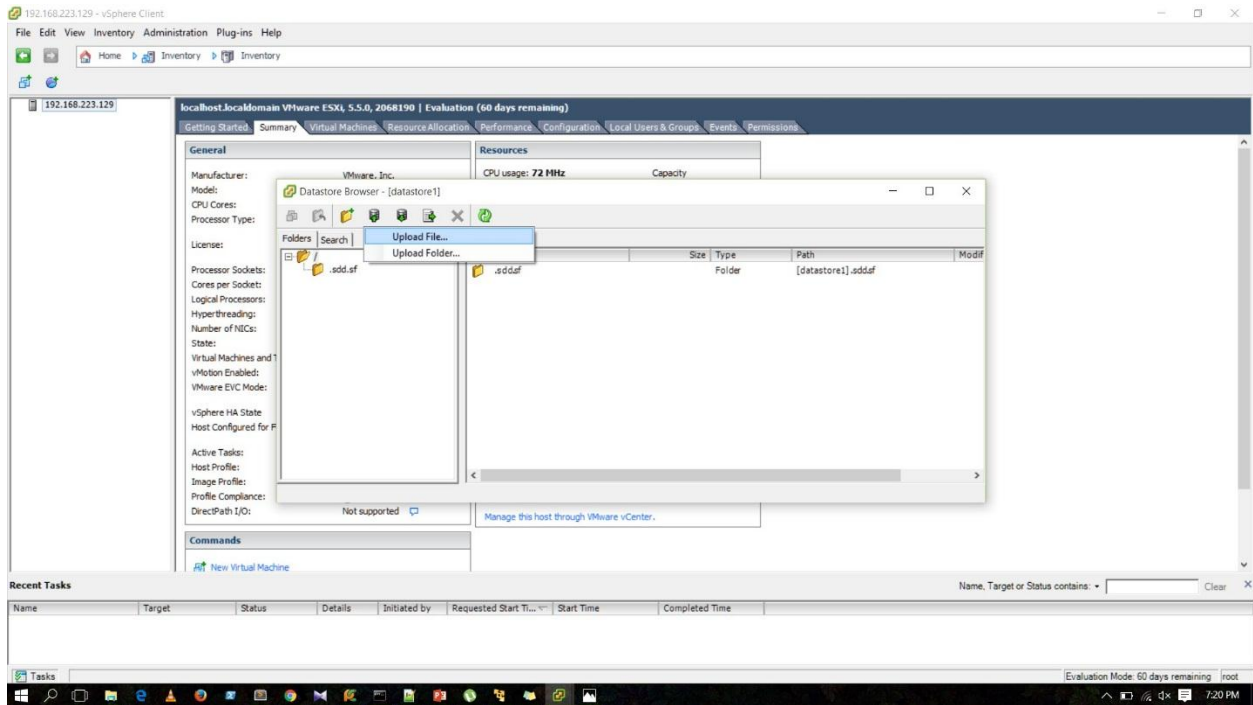 192.168.223.129 - vSphere Client
File Edit View Inventory Administration Plug-ins Help
Home Inventory Inventory
192.168.223.129
localhost.localdomain VMware ESXi, 5.5.0, 2068190 | Evaluation (60 days remaining)
Getting Started Summary Virtual Machines Resource Allocation Performance Configuration Local Users & Groups Events Permissions
General
Manufacturer: VMware, Inc.
Model:
CPU Cores:
Processor Type:
License:
Processor Sockets:
Cores per Socket:
Logical Processors:
Hyperthreading:
Number of NICs:
State:
Virtual Machines and
vMotion Enabled:
VMware EVC Mode:
vSphere HA State
Host Configured for F
Active Tasks:
Host Profile:
Image Profile:
Profile Compliance:
DirectPath I/O: Not supported
Commands
New Virtual Machine
Resources
CPU usage: 72 MHz Capacity
Manage this host through VMware vCenter.
Datastore Browser - [datastore1]
Folders Search
Upload File...
Upload Folder...
/
.sdd.sf
Size Type Path Modif
.sdd.sf Folder [datastore1] .sdd.sf
Recent Tasks
Name, Target or Status contains: Clear
Name Target Status Details Initiated by Requested Start Ti... Start Time Completed Time
Tasks
Evaluation Mode: 60 days remaining root
7:20 PM